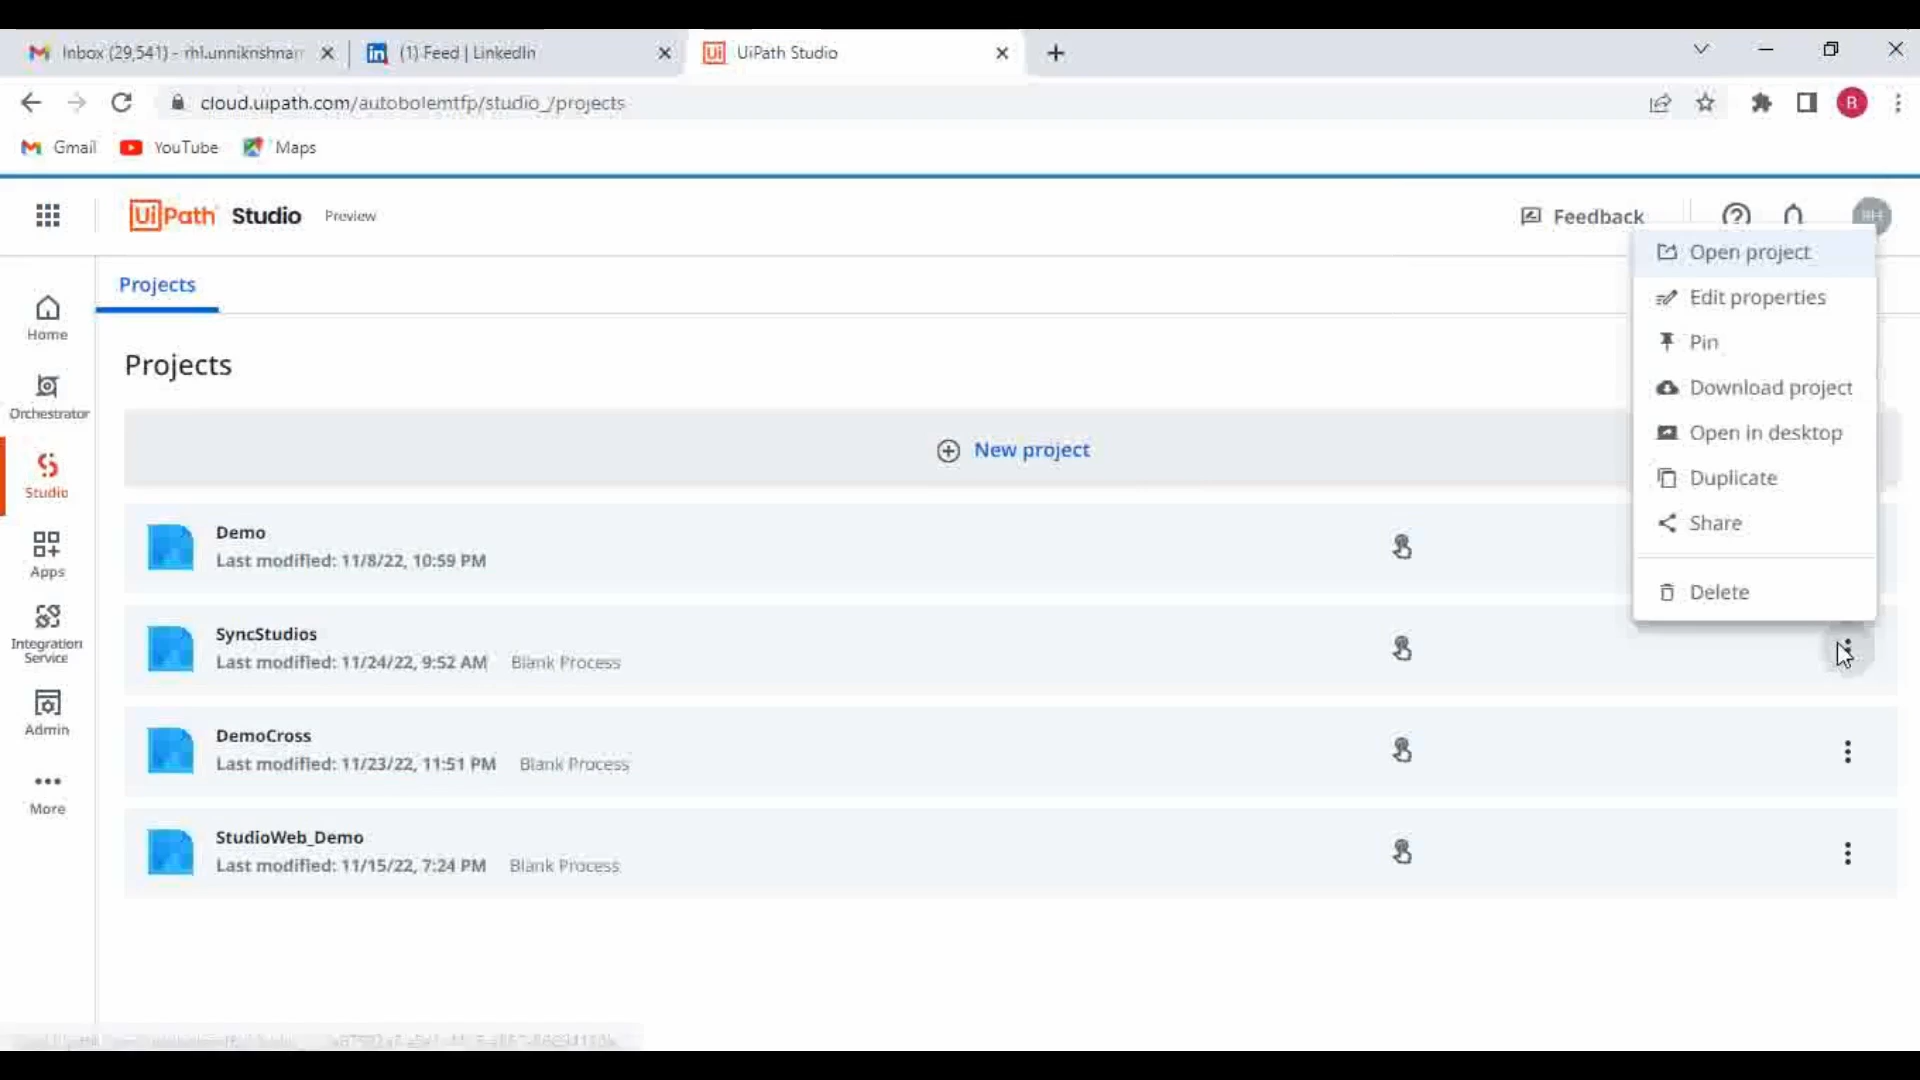 Inbox (29,541) - rhl.unnikrishnan
(1) Feed | LinkedIn
UiPath Studio
cloud.uipath.com/autobolemtfp/studio_/projects
R
Gmail
YouTube
Maps
UiPath Studio Preview
Feedback
Projects
Home
Orchestrator
Studio
Apps
Integration
Service
Admin
More
Projects
New project
Demo
Last modified: 11/8/22, 10:59 PM
SyncStudios
Last modified: 11/24/22, 9:52 AM Blank Process
DemoCross
Last modified: 11/23/22, 11:51 PM Blank Process
StudioWeb_Demo
Last modified: 11/15/22, 7:24 PM Blank Process
Open project
Edit properties
Pin
Download project
Open in desktop
Duplicate
Share
Delete